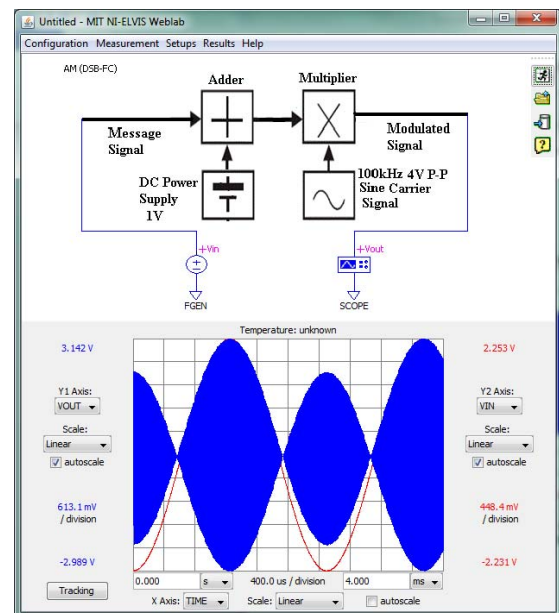 Untitled - MIT NI-ELVIS Weblab
Configuration Measurement Setups Results Help
AM (DSB-FC)
Adder
Multiplier
Message
Signal
Modulated
Signal
DC Power
Supply
1V
100kHz 4V P-P
Sine Carrier
Signal
+Vin
+Vout
FGEN
SCOPE
Temperature: unknown
3.142 V
2.253 V
Y1 Axis:
VOUT
Scale:
Linear
autoscale
613.1 mV
/ division
-2.989 V
Tracking
Y2 Axis:
VIN
Scale:
Linear
autoscale
448.4 mV
/ division
-2.231 V
0.000 s 400.0 us / division 4.000 ms
X Axis: TIME Scale: Linear autoscale